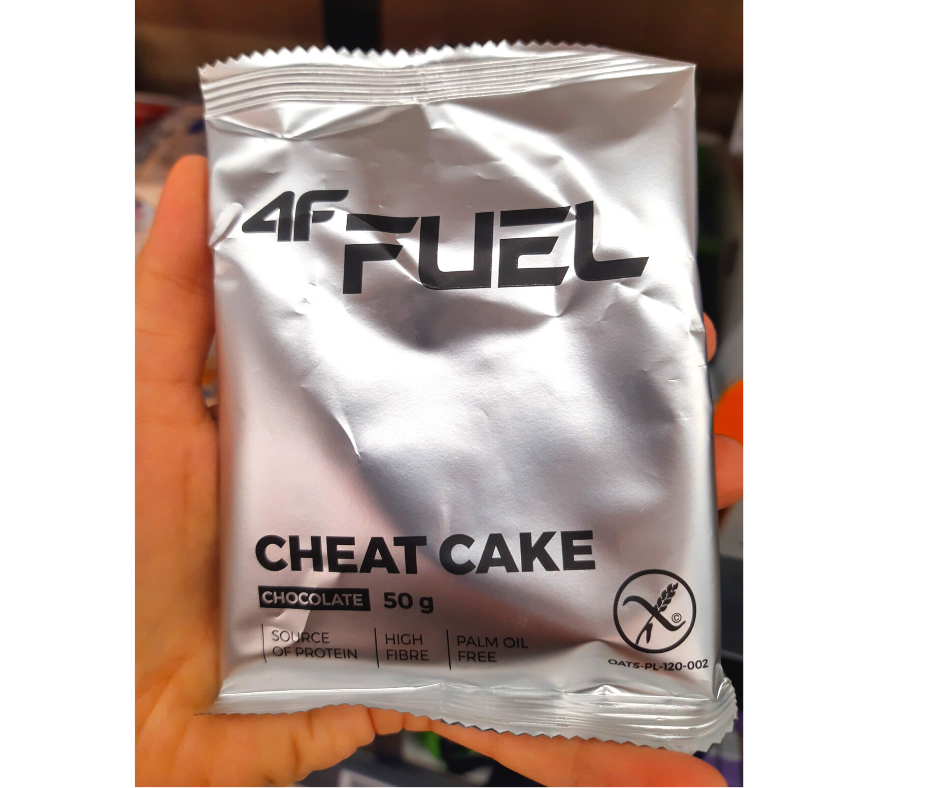 4F FUEL
CHEAT CAKE
CHOCOLATE 50 g
SOURCE
OF PROTEIN
HIGH
FIBRE
PALM OIL
FREE
©
OATS-PL-120-002